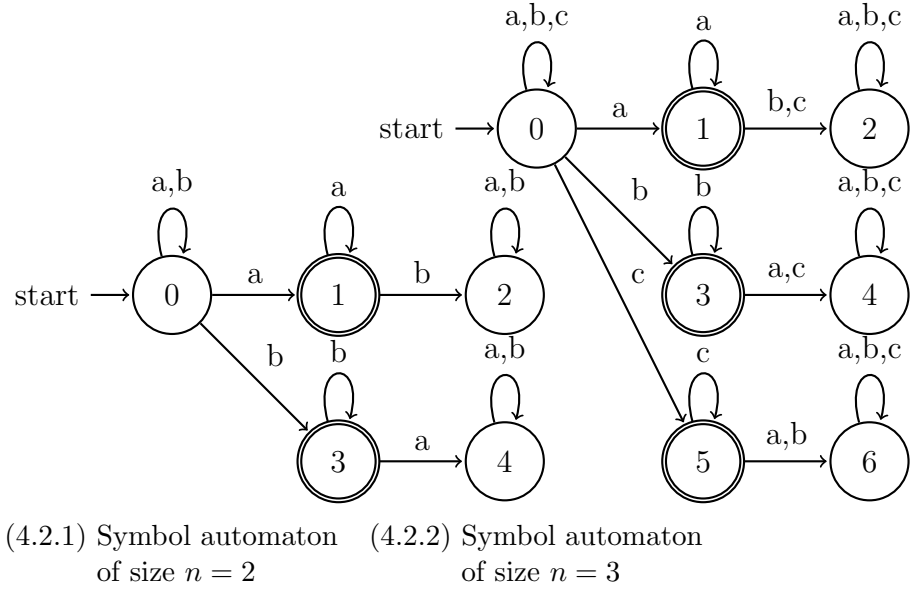 a,b,c
a
a,b,c
start
0
a
1
b,c
2
b
b
a,b,c
c
3
a,c
4
c
a,b,c
5
a,b
6
a,b
a
a,b
start
0
a
1
b
2
b
b
a,b
3
a
4
(4.2.1) Symbol automaton
of size n = 2
(4.2.2) Symbol automaton
of size n = 3